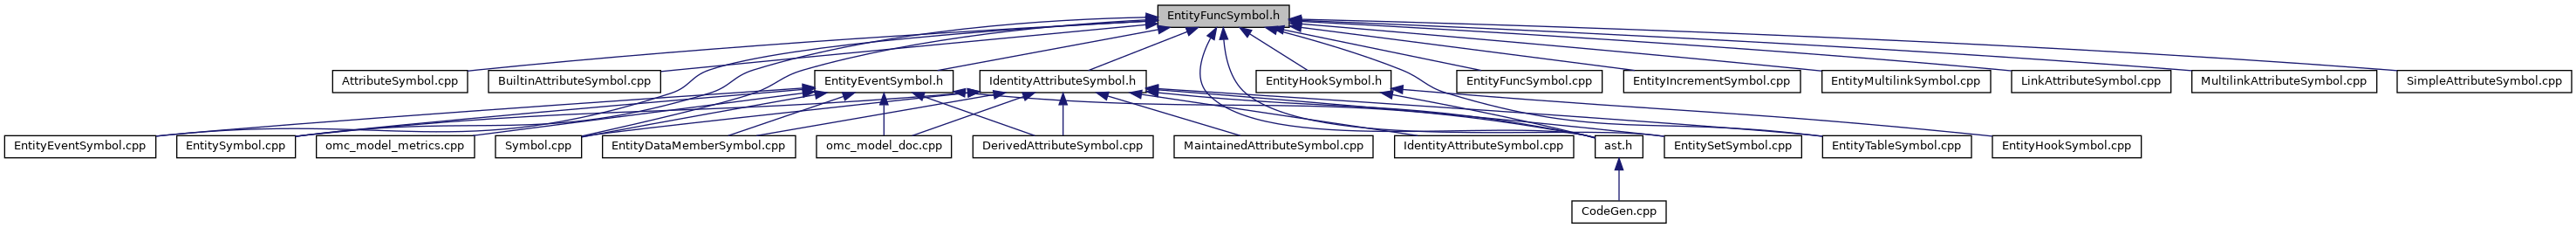 EntityFuncSymbol.h
AttributeSymbol.cpp
BuiltinAttributeSymbol.cpp
EntityEventSymbol.h
IdentityAttributeSymbol.h
EntityHookSymbol.h
EntityFuncSymbol.cpp
EntityIncrementSymbol.cpp
EntityMultilinkSymbol.cpp
LinkAttributeSymbol.cpp
MultilinkAttributeSymbol.cpp
SimpleAttributeSymbol.cpp
EntityEventSymbol.cpp
EntitySymbol.cpp
omc_model_metrics.cpp
Symbol.cpp
EntityDataMemberSymbol.cpp
omc_model_doc.cpp
DerivedAttributeSymbol.cpp
MaintainedAttributeSymbol.cpp
IdentityAttributeSymbol.cpp
ast.h
EntitySetSymbol.cpp
EntityTableSymbol.cpp
EntityHookSymbol.cpp
CodeGen.cpp